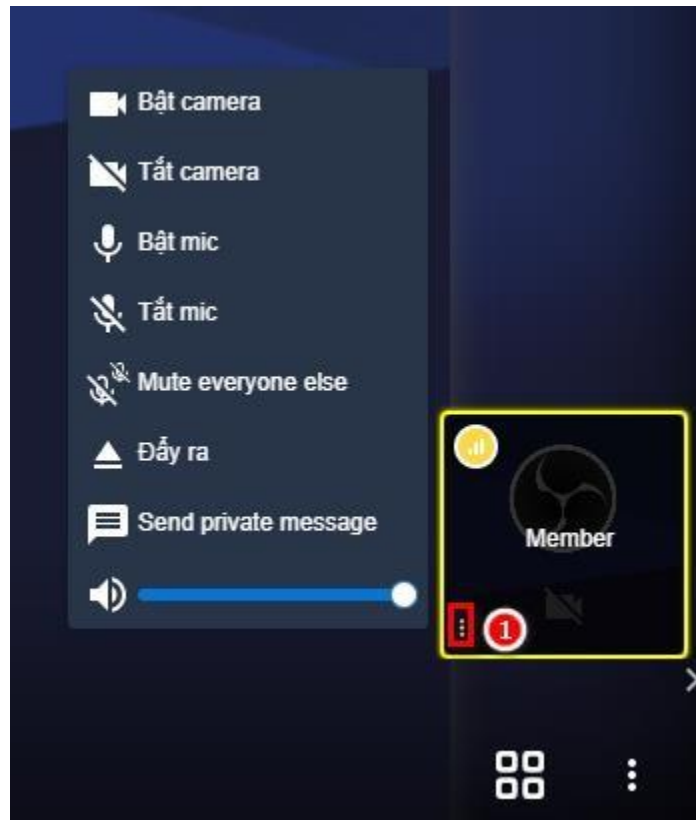 Bật camera
Tắt camera
Bật mic
Tắt mic
Mute everyone else
Đẩy ra
Send private message
Member
1